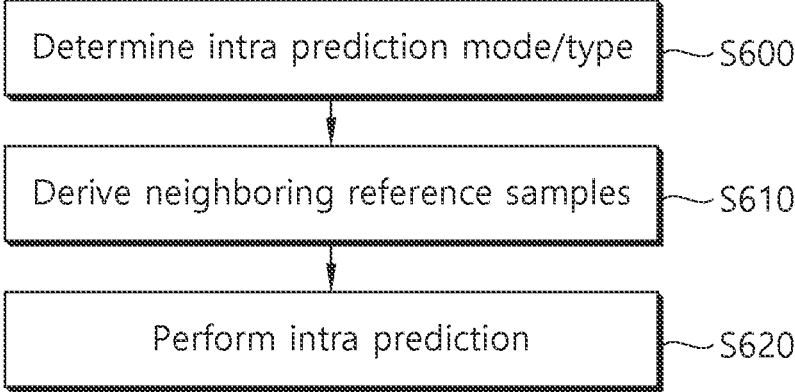 Determine intra prediction mode/type
S600
Derive neighboring reference samples
S610
Perform intra prediction
S620